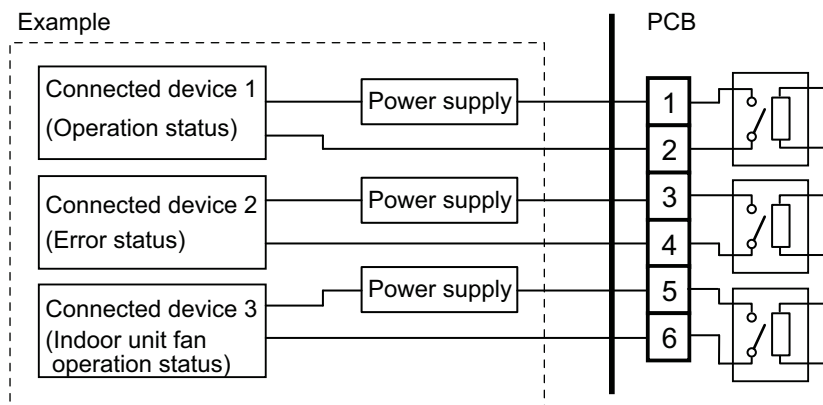 Example
PCB
Connected device 1
(Operation status)
Power supply
1
2
Connected device 2
(Error status)
Power supply
3
4
Connected device 3
(Indoor unit fan
operation status)
Power supply
5
6